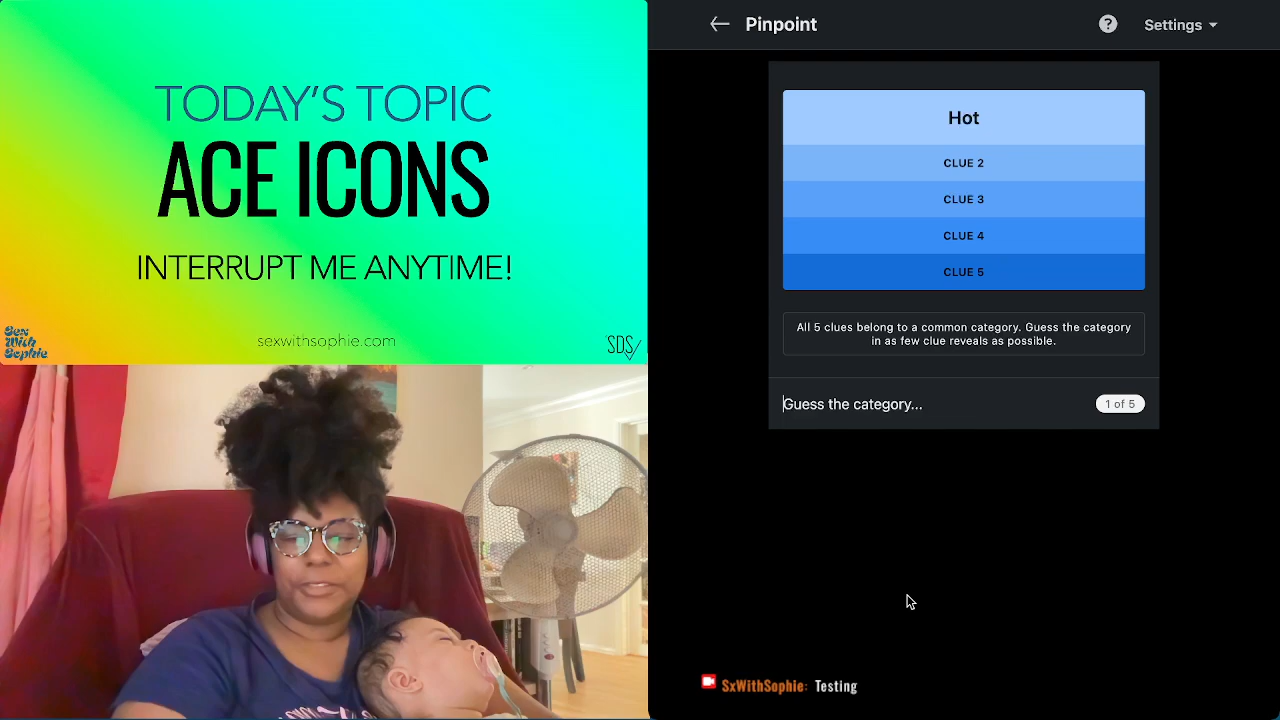 TODAY'S TOPIC
ACE ICONS
INTERRUPT ME ANYTIME!
sexwithsophie.com
Sex
With
Sophie
SDS
Pinpoint
?
Settings
Hot
CLUE 2
CLUE 3
CLUE 4
CLUE 5
All 5 clues belong to a common category. Guess the category
in as few clue reveals as possible.
Guess the category...
1 of 5
SxWithSophie: Testing